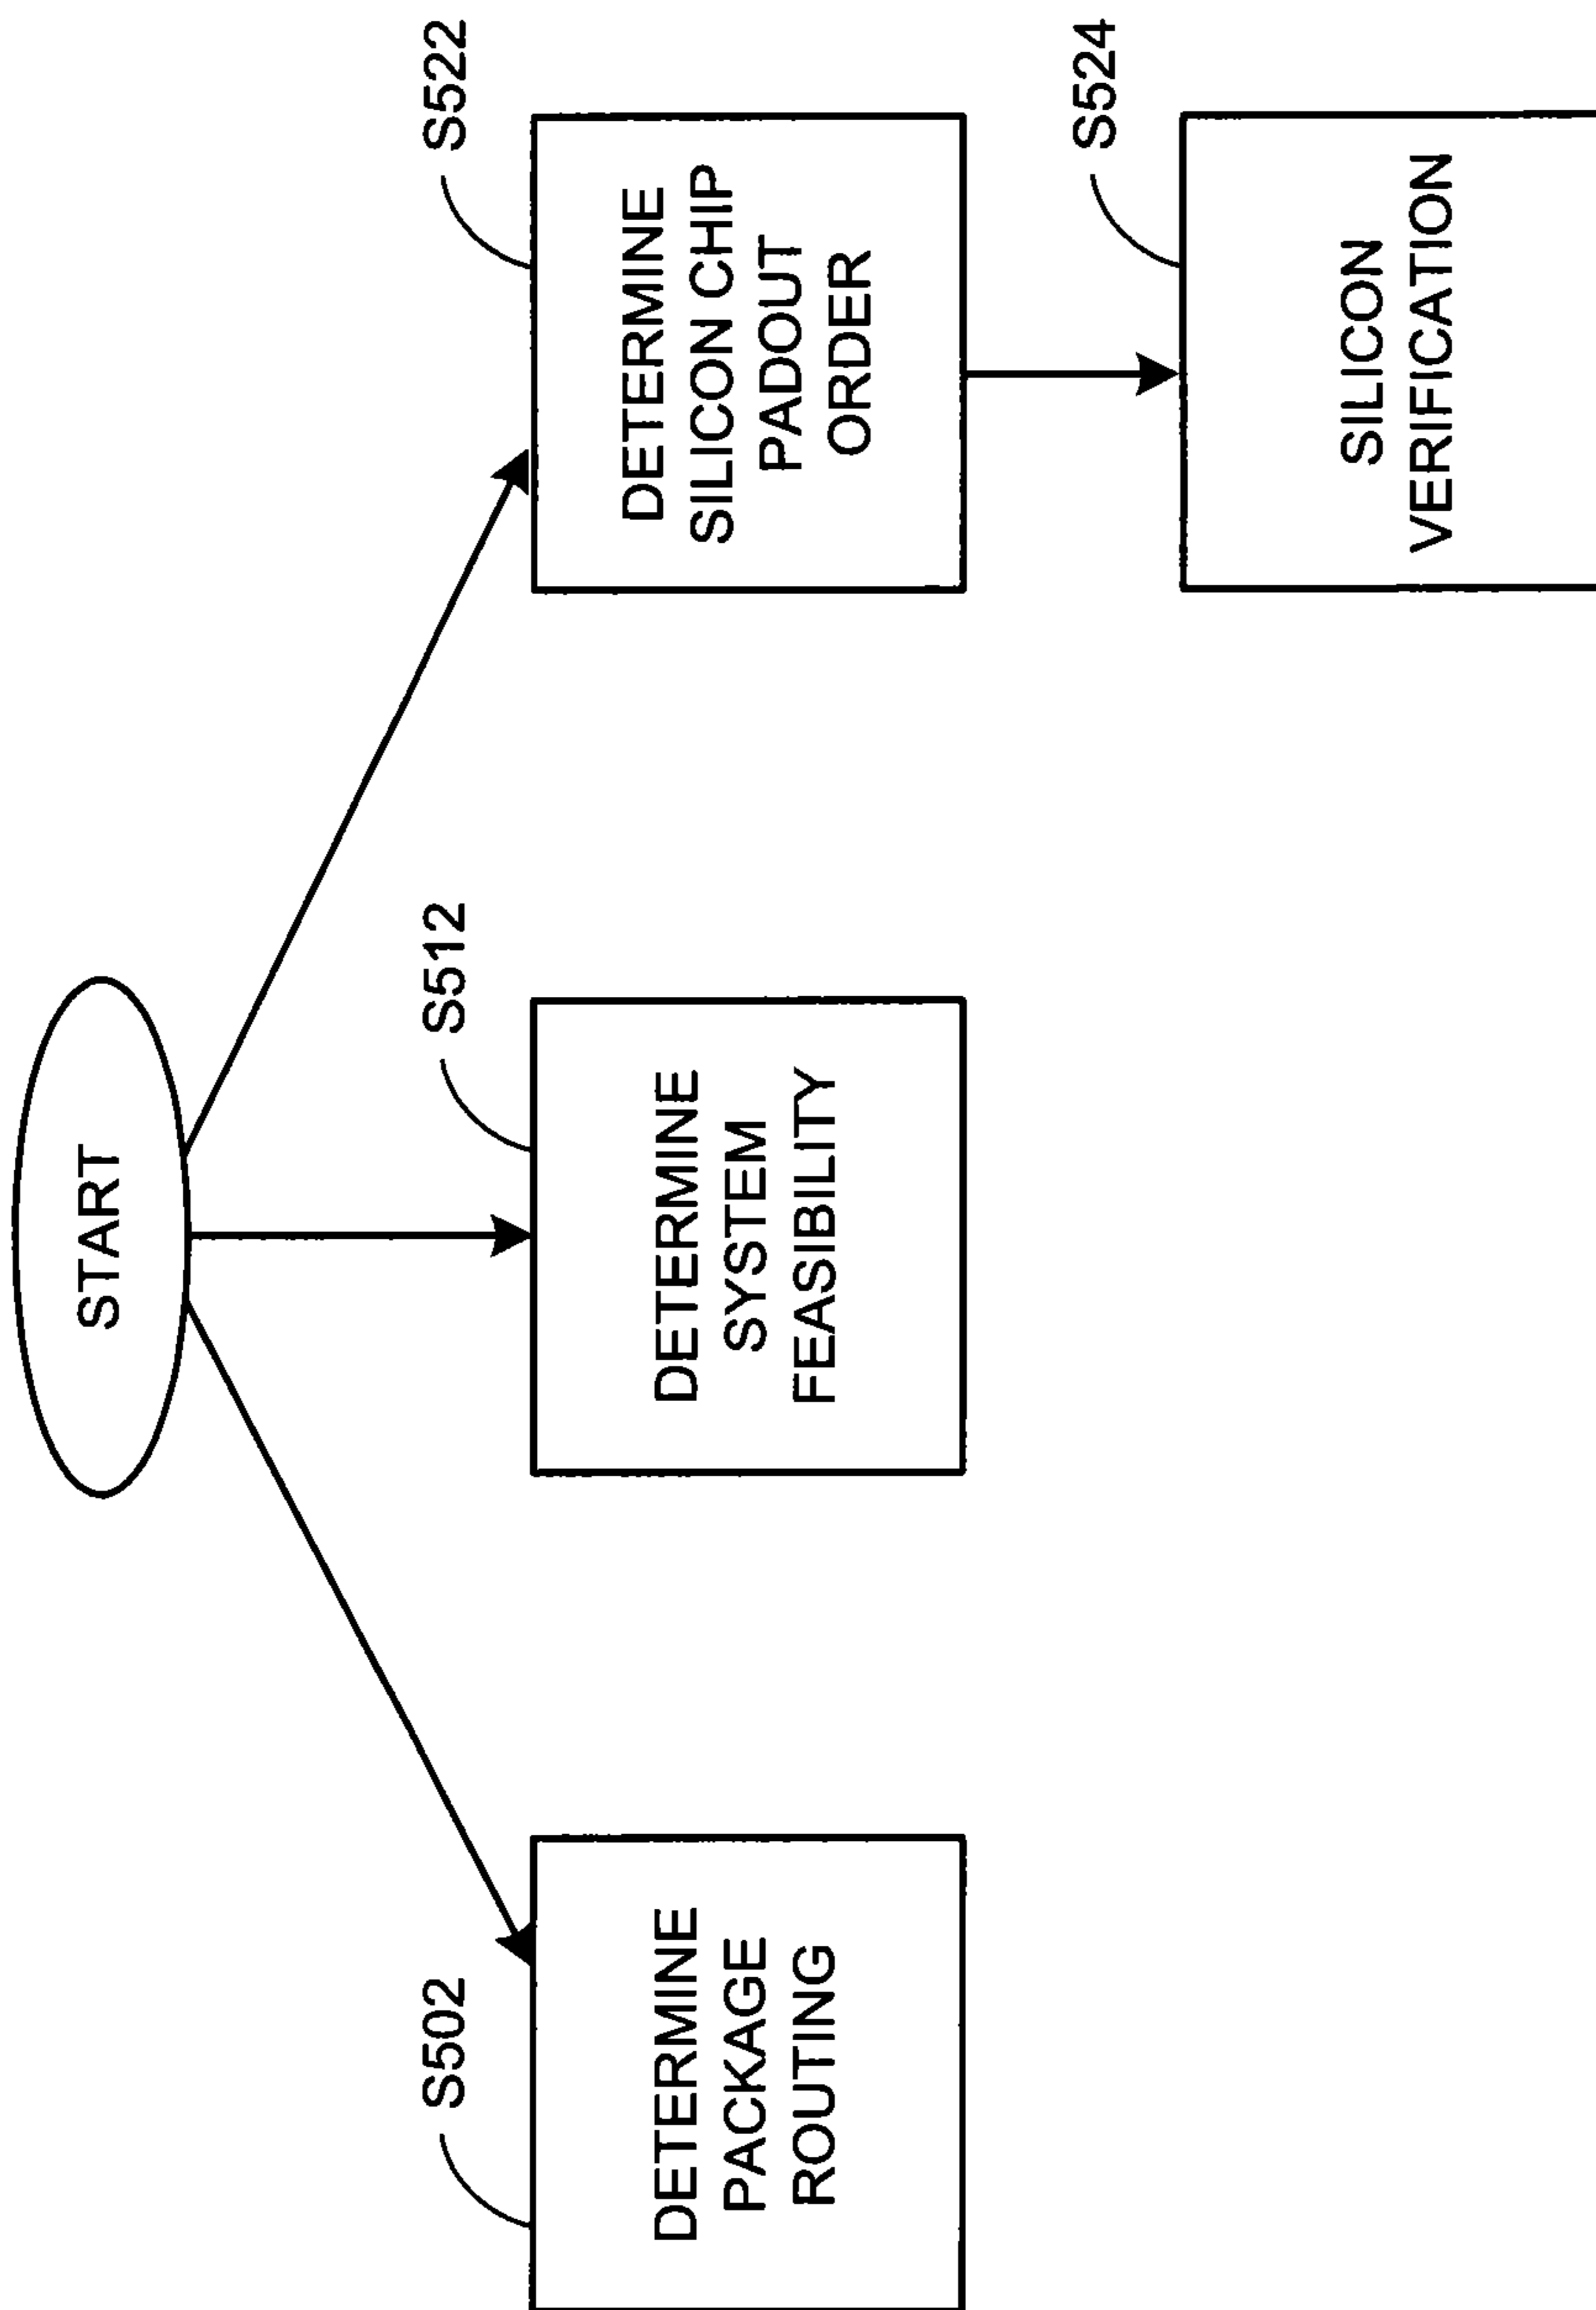 START
S502
DETERMINE
PACKAGE
ROUTING
S512
DETERMINE
SYSTEM
FEASIBILITY
S522
DETERMINE
SILICON CHIP
PADOUT
ORDER
S524
SILICON
VERIFICATION